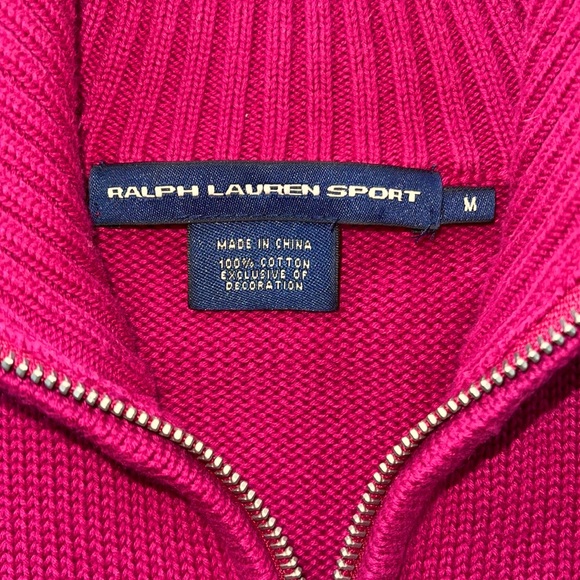 RALPH LAUREN SPORT
M
MADE IN CHINA
100% COTTON
EXCLUSIVE OF
DECORATION